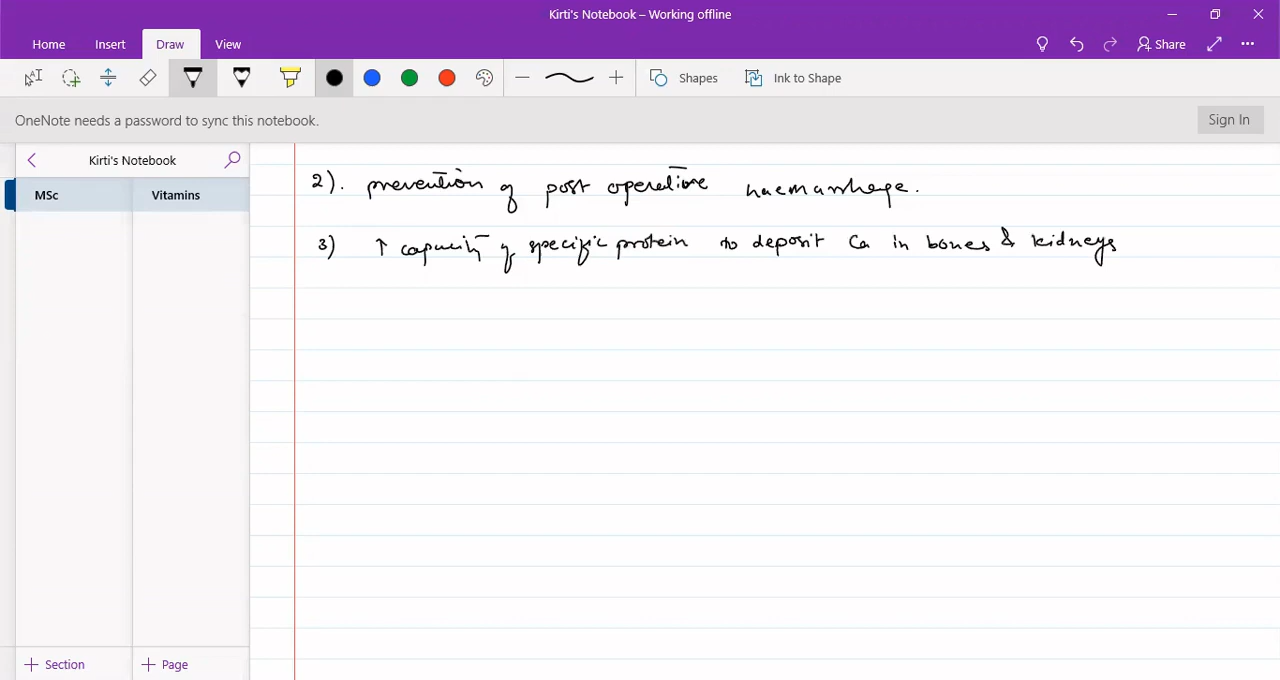 Kirti's Notebook – Working offline
Home Insert Draw View Share
Shapes Ink to Shape
OneNote needs a password to sync this notebook. Sign In
Kirti's Notebook
MSc Vitamins
2). prevention of post operative haemarrhage.
3) ↑ capacity of specific protein to deposit Ca in bones & kidneys
+ Section + Page